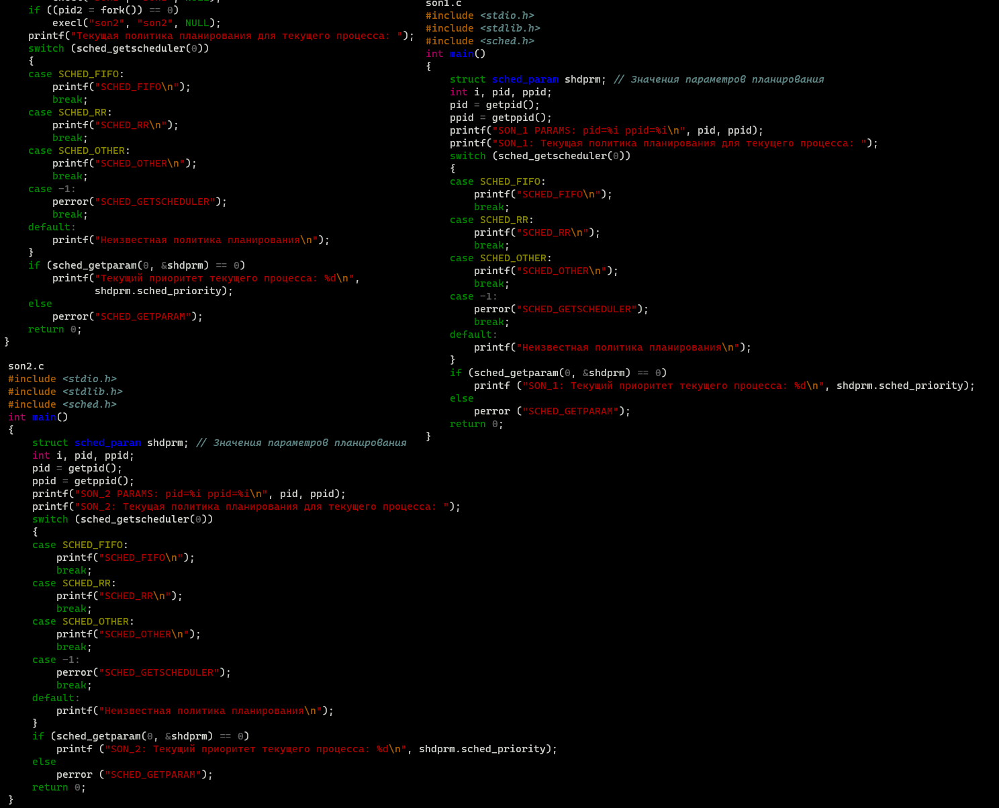 if ((pid2 = fork()) == 0)
execl("son2", "son2", NULL);
printf("Текущая политика планирования для текущего процесса: ");
switch (sched_getscheduler(0))
{
case SCHED_FIFO:
printf("SCHED_FIFO\n");
break;
case SCHED_RR:
printf("SCHED_RR\n");
break;
case SCHED_OTHER:
printf("SCHED_OTHER\n");
break;
case -1:
perror("SCHED_GETSCHEDULER");
break;
default:
printf("Неизвестная политика планирования\n");
}
if (sched_getparam(0, &shdprm) == 0)
printf("Текущий приоритет текущего процесса: %d\n",
shdprm.sched_priority);
else
perror("SCHED_GETPARAM");
return 0;
}
son2.c
#include <stdio.h>
#include <stdlib.h>
#include <sched.h>
int main()
{
struct sched_param shdprm; // Значения параметров планирования
int i, pid, ppid;
pid = getpid();
ppid = getppid();
printf("SON_2 PARAMS: pid=%i ppid=%i\n", pid, ppid);
printf("SON_2: Текущая политика планирования для текущего процесса: ");
switch (sched_getscheduler(0))
{
case SCHED_FIFO:
printf("SCHED_FIFO\n");
break;
case SCHED_RR:
printf("SCHED_RR\n");
break;
case SCHED_OTHER:
printf("SCHED_OTHER\n");
break;
case -1:
perror("SCHED_GETSCHEDULER");
break;
default:
printf("Неизвестная политика планирования\n");
}
if (sched_getparam(0, &shdprm) == 0)
printf ("SON_2: Текущий приоритет текущего процесса: %d\n", shdprm.sched_priority);
else
perror ("SCHED_GETPARAM");
return 0;
}
son1.c
#include <stdio.h>
#include <stdlib.h>
#include <sched.h>
int main()
{
struct sched_param shdprm; // Значения параметров планирования
int i, pid, ppid;
pid = getpid();
ppid = getppid();
printf("SON_1 PARAMS: pid=%i ppid=%i\n", pid, ppid);
printf("SON_1: Текущая политика планирования для текущего процесса: ");
switch (sched_getscheduler(0))
{
case SCHED_FIFO:
printf("SCHED_FIFO\n");
break;
case SCHED_RR:
printf("SCHED_RR\n");
break;
case SCHED_OTHER:
printf("SCHED_OTHER\n");
break;
case -1:
perror("SCHED_GETSCHEDULER");
break;
default:
printf("Неизвестная политика планирования\n");
}
if (sched_getparam(0, &shdprm) == 0)
printf ("SON_1: Текущий приоритет текущего процесса: %d\n", shdprm.sched_priority);
else
perror ("SCHED_GETPARAM");
return 0;
}